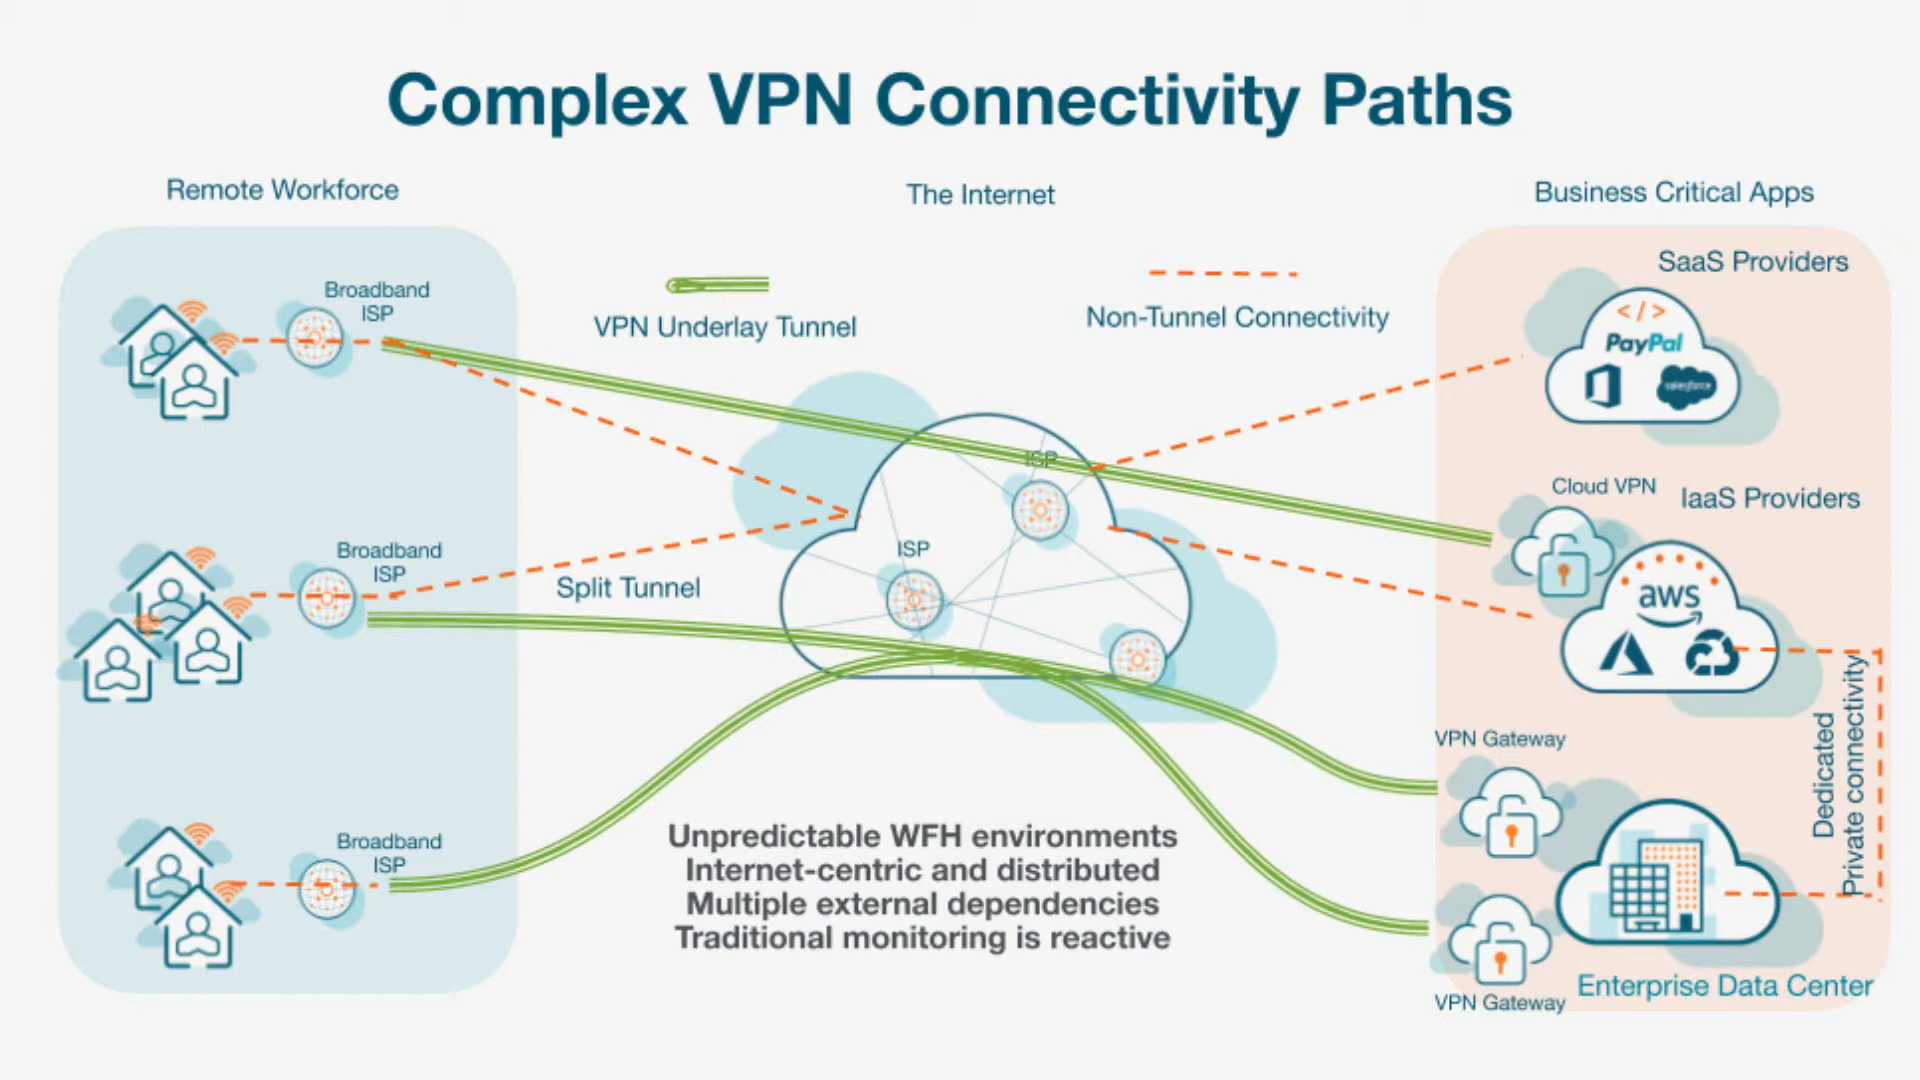 Complex VPN Connectivity Paths
Remote Workforce
The Internet
Business Critical Apps
Broadband
ISP
VPN Underlay Tunnel
Non-Tunnel Connectivity
SaaS Providers
</>
PayPal
salesforce
ISP
Cloud VPN
IaaS Providers
aws
Broadband
ISP
ISP
Split Tunnel
Dedicated
Private connectivity
VPN Gateway
Broadband
ISP
Unpredictable WFH environments
Internet-centric and distributed
Multiple external dependencies
Traditional monitoring is reactive
Enterprise Data Center
VPN Gateway